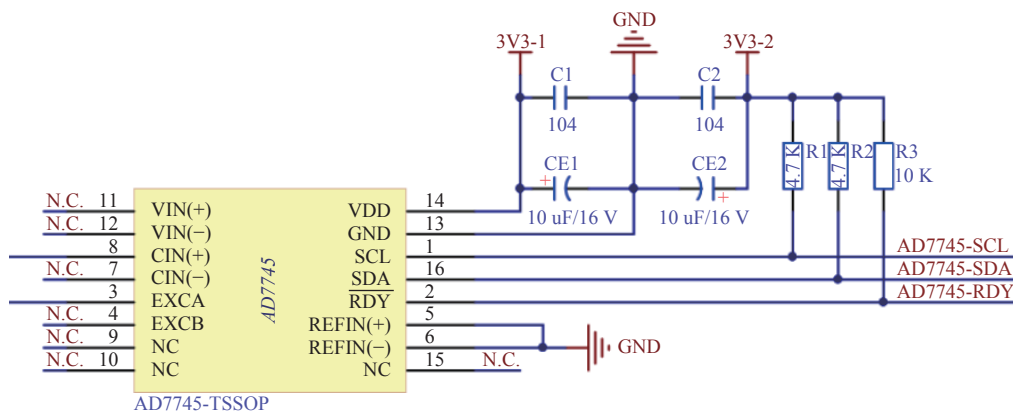 GND
3V3-1 3V3-2
C1 C2
104 104
4.7 K R1 4.7 K R2 R3
10 K
CE1 CE2
+ +
10 uF/16 V 10 uF/16 V
N.C. 11 VIN(+) VDD 14
N.C. 12 VIN(−) GND 13
8 CIN(+) SCL 1 AD7745-SCL
N.C. 7 CIN(−) SDA 16 AD7745-SDA
3 EXCA RDY 2 AD7745-RDY
N.C. 4 EXCB REFIN(+) 5
N.C. 9 NC REFIN(−) 6 GND
N.C. 10 NC NC 15 N.C.
AD7745
AD7745-TSSOP